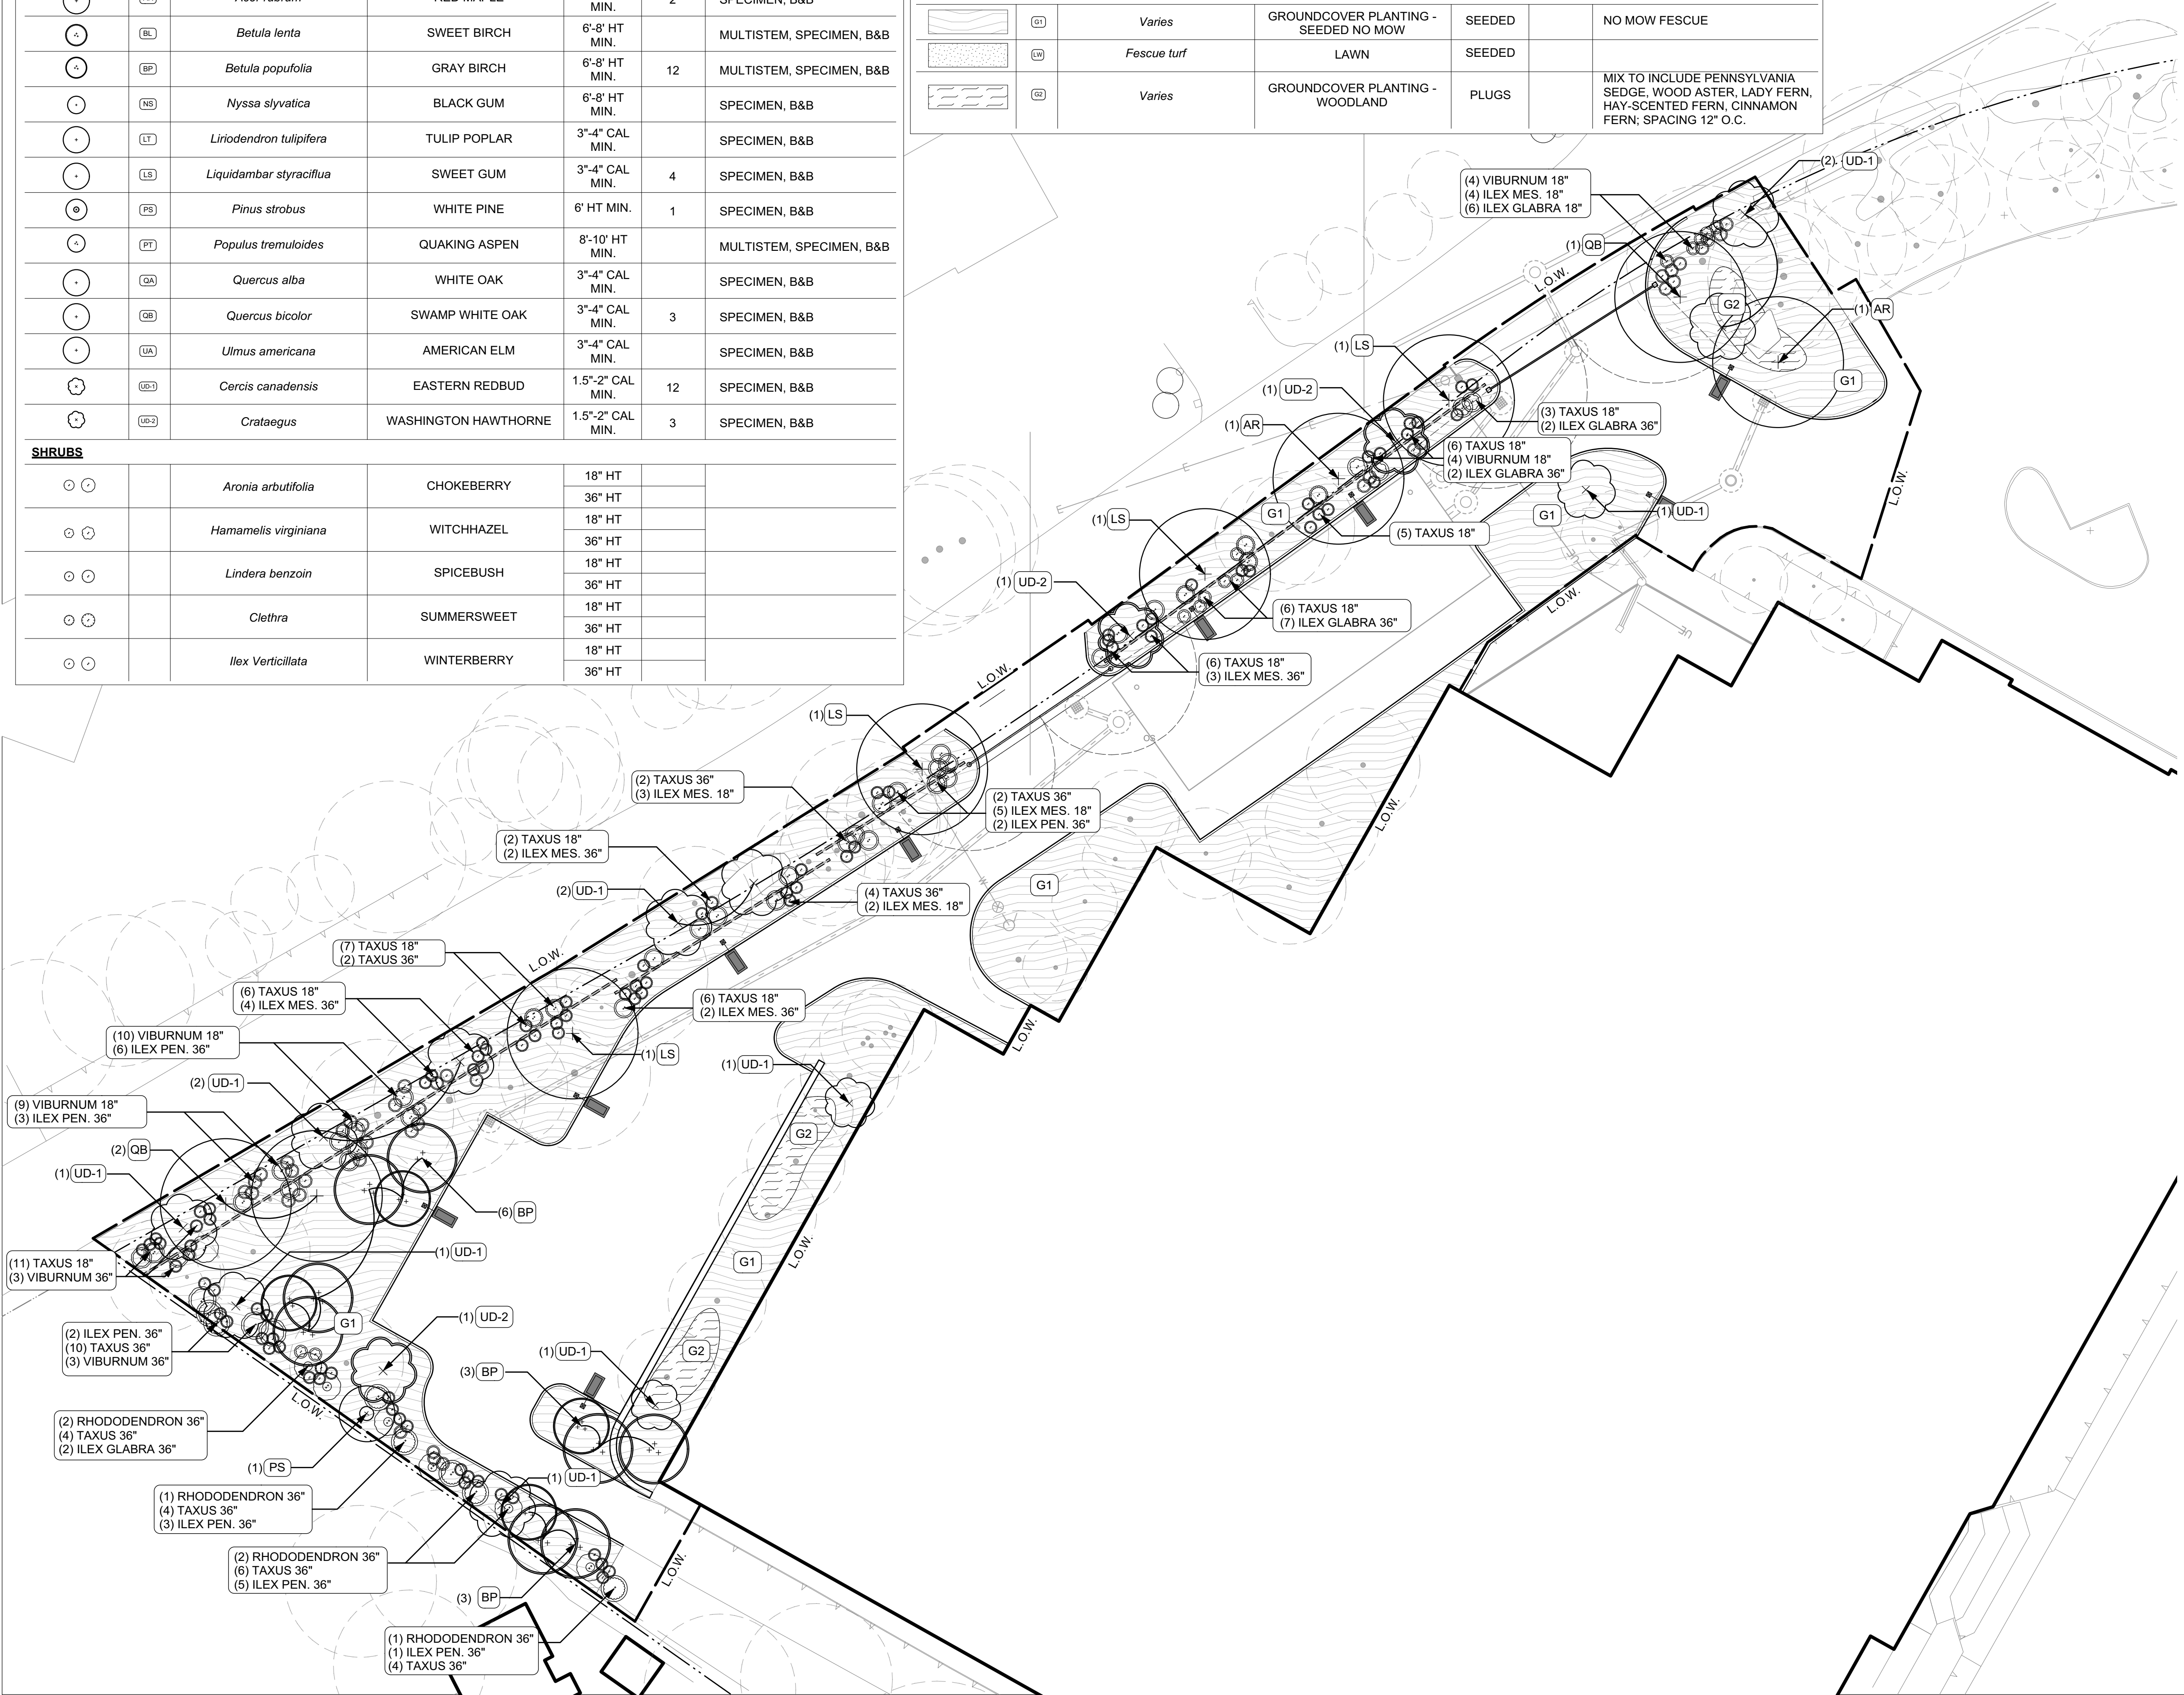 MIN. 2 SPECIMEN, B&B
BL Betula lenta SWEET BIRCH 6'-8' HT MIN. MULTISTEM, SPECIMEN, B&B
BP Betula popufolia GRAY BIRCH 6'-8' HT MIN. 12 MULTISTEM, SPECIMEN, B&B
NS Nyssa slyvatica BLACK GUM 6'-8' HT MIN. SPECIMEN, B&B
LT Liriodendron tulipifera TULIP POPLAR 3"-4" CAL MIN. SPECIMEN, B&B
LS Liquidambar styraciflua SWEET GUM 3"-4" CAL MIN. 4 SPECIMEN, B&B
PS Pinus strobus WHITE PINE 6' HT MIN. 1 SPECIMEN, B&B
PT Populus tremuloides QUAKING ASPEN 8'-10' HT MIN. MULTISTEM, SPECIMEN, B&B
QA Quercus alba WHITE OAK 3"-4" CAL MIN. SPECIMEN, B&B
QB Quercus bicolor SWAMP WHITE OAK 3"-4" CAL MIN. 3 SPECIMEN, B&B
UA Ulmus americana AMERICAN ELM 3"-4" CAL MIN. SPECIMEN, B&B
UD-1 Cercis canadensis EASTERN REDBUD 1.5"-2" CAL MIN. 12 SPECIMEN, B&B
UD-2 Crataegus WASHINGTON HAWTHORNE 1.5"-2" CAL MIN. 3 SPECIMEN, B&B
SHRUBS
Aronia arbutifolia CHOKEBERRY 18" HT
36" HT
Hamamelis virginiana WITCHHAZEL 18" HT
36" HT
Lindera benzoin SPICEBUSH 18" HT
36" HT
Clethra SUMMERSWEET 18" HT
36" HT
Ilex Verticillata WINTERBERRY 18" HT
36" HT
G1 Varies GROUNDCOVER PLANTING - SEEDED NO MOW SEEDED NO MOW FESCUE
LW Fescue turf LAWN SEEDED
G2 Varies GROUNDCOVER PLANTING - WOODLAND PLUGS
MIX TO INCLUDE PENNSYLVANIA
SEDGE, WOOD ASTER, LADY FERN,
HAY-SCENTED FERN, CINNAMON
FERN; SPACING 12" O.C.
(2) UD-1
(4) VIBURNUM 18"
(4) ILEX MES. 18"
(6) ILEX GLABRA 18"
(1) QB
L.O.W.
G2
(1) AR
G1
(1) LS
(1) UD-2
(3) TAXUS 18"
(2) ILEX GLABRA 36"
(1) AR
(6) TAXUS 18"
(4) VIBURNUM 18"
(2) ILEX GLABRA 36"
L.O.W.
G1
G1
(1) UD-1
(1) LS
(5) TAXUS 18"
(1) UD-2
L.O.W.
(6) TAXUS 18"
(7) ILEX GLABRA 36"
UE
(6) TAXUS 18"
(3) ILEX MES. 36"
L.O.W.
(1) LS
OS
(2) TAXUS 36"
(3) ILEX MES. 18"
(2) TAXUS 36"
(5) ILEX MES. 18"
(2) ILEX PEN. 36"
L.O.W.
(2) TAXUS 18"
(2) ILEX MES. 36"
(2) UD-1
(4) TAXUS 36"
(2) ILEX MES. 18"
G1
(7) TAXUS 18"
(2) TAXUS 36"
L.O.W.
(6) TAXUS 18"
(4) ILEX MES. 36"
(6) TAXUS 18"
(2) ILEX MES. 36"
(10) VIBURNUM 18"
(6) ILEX PEN. 36"
L.O.W.
(1) LS
(1) UD-1
(2) UD-1
(9) VIBURNUM 18"
(3) ILEX PEN. 36"
G2
(2) QB
(1) UD-1
(6) BP
(1) UD-1
L.O.W.
G1
(11) TAXUS 18"
(3) VIBURNUM 36"
(1) UD-2
G1
(2) ILEX PEN. 36"
(10) TAXUS 36"
(3) VIBURNUM 36"
(1) UD-1
G2
(3) BP
L.O.W.
(2) RHODODENDRON 36"
(4) TAXUS 36"
(2) ILEX GLABRA 36"
(1) PS
(1) UD-1
(1) RHODODENDRON 36"
(4) TAXUS 36"
(3) ILEX PEN. 36"
(2) RHODODENDRON 36"
(6) TAXUS 36"
(5) ILEX PEN. 36"
L.O.W.
(3) BP
(1) RHODODENDRON 36"
(1) ILEX PEN. 36"
(4) TAXUS 36"